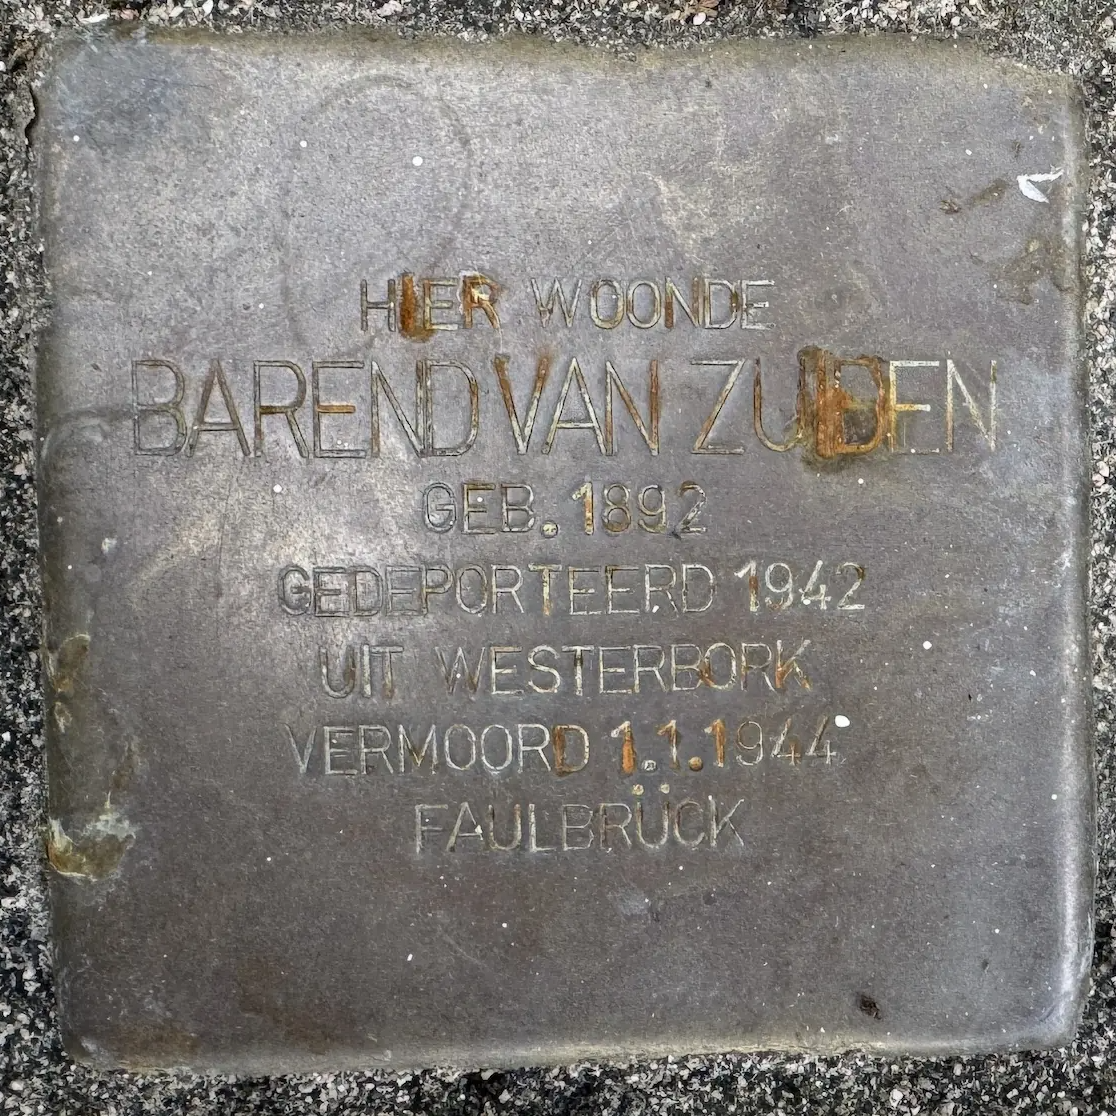 HIER WOONDE
BAREND VAN ZUIDEN
GEB. 1892
GEDEPORTEERD 1942
UIT WESTERBORK
VERMOORD 1.1.1944
FAULBRÜCK